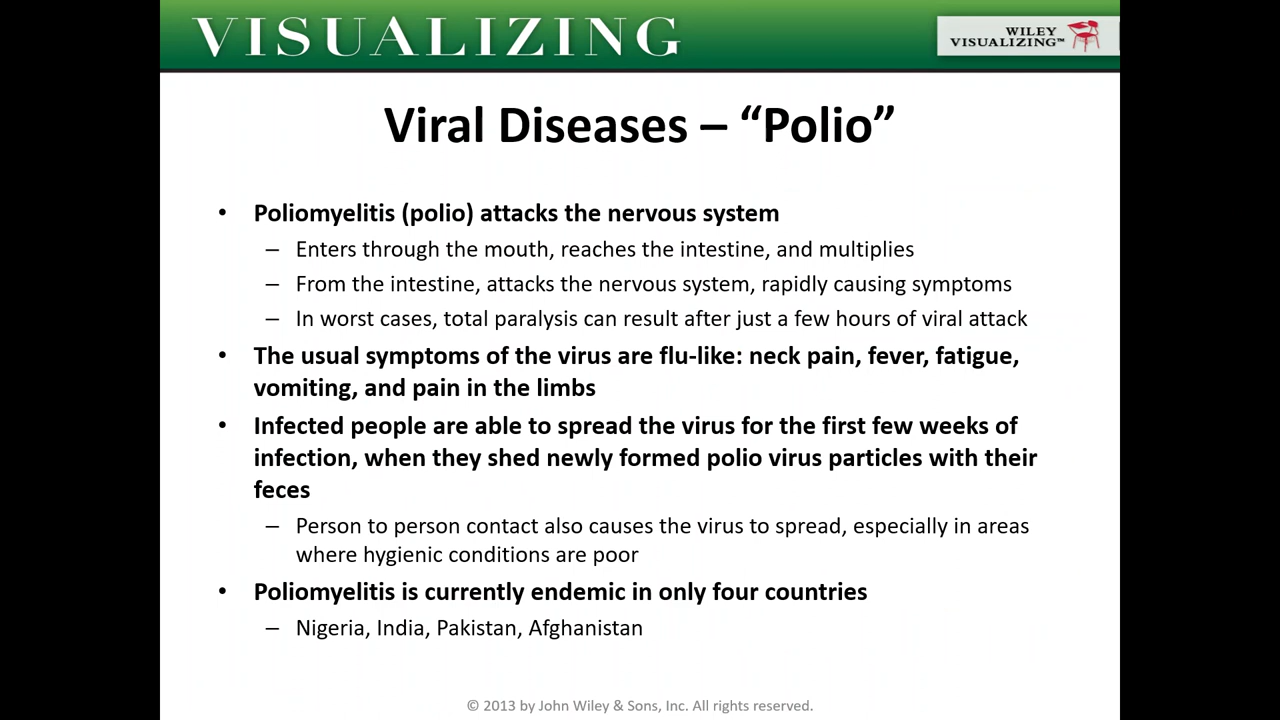 VISUALIZING
WILEY
VISUALIZING™
Viral Diseases – “Polio”
• Poliomyelitis (polio) attacks the nervous system
– Enters through the mouth, reaches the intestine, and multiplies
– From the intestine, attacks the nervous system, rapidly causing symptoms
– In worst cases, total paralysis can result after just a few hours of viral attack
• The usual symptoms of the virus are flu-like: neck pain, fever, fatigue,
vomiting, and pain in the limbs
• Infected people are able to spread the virus for the first few weeks of
infection, when they shed newly formed polio virus particles with their
feces
– Person to person contact also causes the virus to spread, especially in areas
where hygienic conditions are poor
• Poliomyelitis is currently endemic in only four countries
– Nigeria, India, Pakistan, Afghanistan
© 2013 by John Wiley & Sons, Inc. All rights reserved.